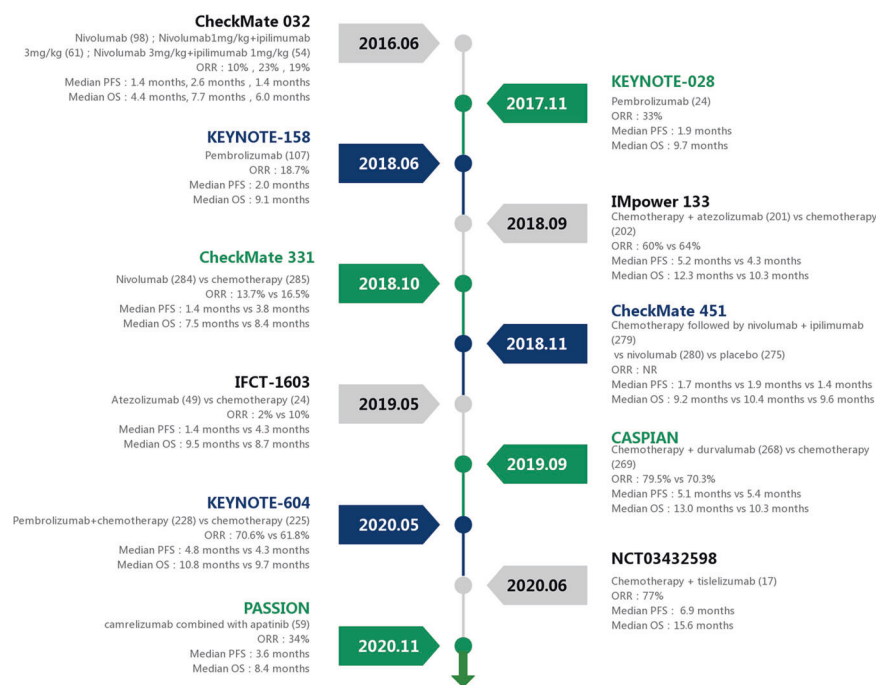 CheckMate 032
Nivolumab (98) ; Nivolumab1mg/kg+ipilimumab
3mg/kg (61) ; Nivolumab 3mg/kg+ipilimumab 1mg/kg (54)
ORR : 10% , 23% , 19%
Median PFS : 1.4 months, 2.6 months , 1.4 months
Median OS : 4.4 months, 7.7 months , 6.0 months
2016.06
KEYNOTE-028
Pembrolizumab (24)
ORR : 33%
Median PFS : 1.9 months
Median OS : 9.7 months
2017.11
KEYNOTE-158
Pembrolizumab (107)
ORR : 18.7%
Median PFS : 2.0 months
Median OS : 9.1 months
2018.06
IMpower 133
Chemotherapy + atezolizumab (201) vs chemotherapy
(202)
ORR : 60% vs 64%
Median PFS : 5.2 months vs 4.3 months
Median OS : 12.3 months vs 10.3 months
2018.09
CheckMate 331
Nivolumab (284) vs chemotherapy (285)
ORR : 13.7% vs 16.5%
Median PFS : 1.4 months vs 3.8 months
Median OS : 7.5 months vs 8.4 months
2018.10
CheckMate 451
Chemotherapy followed by nivolumab + ipilimumab
(279)
vs nivolumab (280) vs placebo (275)
ORR : NR
Median PFS : 1.7 months vs 1.9 months vs 1.4 months
Median OS : 9.2 months vs 10.4 months vs 9.6 months
2018.11
IFCT-1603
Atezolizumab (49) vs chemotherapy (24)
ORR : 2% vs 10%
Median PFS : 1.4 months vs 4.3 months
Median OS : 9.5 months vs 8.7 months
2019.05
CASPIAN
Chemotherapy + durvalumab (268) vs chemotherapy
(269)
ORR : 79.5% vs 70.3%
Median PFS : 5.1 months vs 5.4 months
Median OS : 13.0 months vs 10.3 months
2019.09
KEYNOTE-604
Pembrolizumab+chemotherapy (228) vs chemotherapy (225)
ORR : 70.6% vs 61.8%
Median PFS : 4.8 months vs 4.3 months
Median OS : 10.8 months vs 9.7 months
2020.05
NCT03432598
Chemotherapy + tislelizumab (17)
ORR : 77%
Median PFS : 6.9 months
Median OS : 15.6 months
2020.06
PASSION
camrelizumab combined with apatinib (59)
ORR : 34%
Median PFS : 3.6 months
Median OS : 8.4 months
2020.11